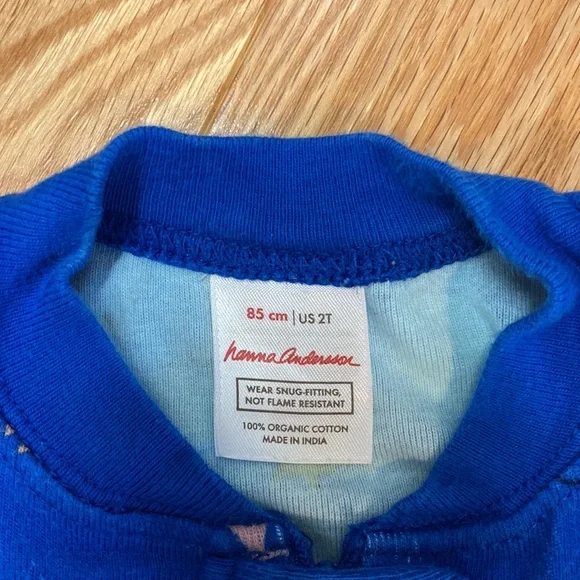 85 cm | US 2T
hanna andersson
WEAR SNUG-FITTING,
NOT FLAME RESISTANT
100% ORGANIC COTTON
MADE IN INDIA